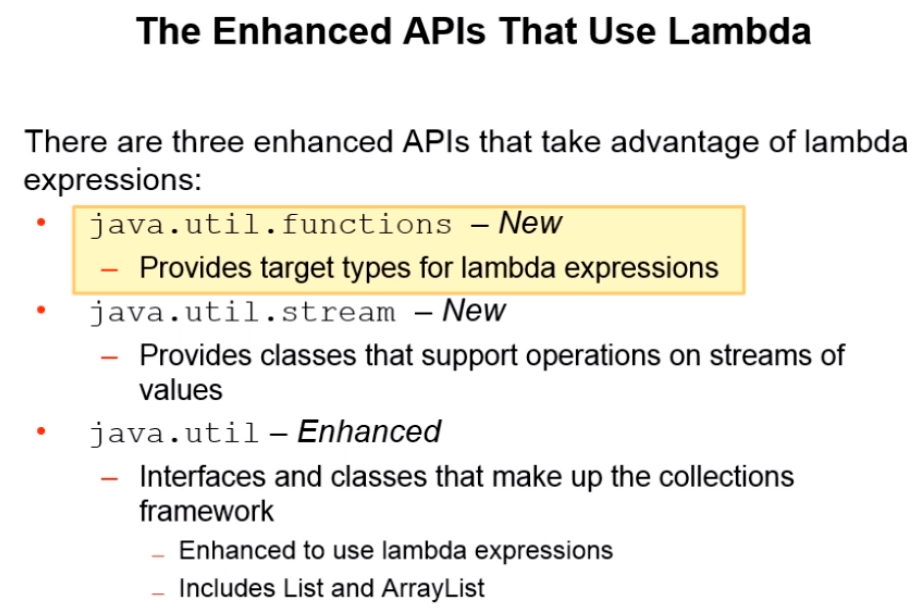 The Enhanced APIs That Use Lambda
There are three enhanced APIs that take advantage of lambda
expressions:
• java.util.functions – New
– Provides target types for lambda expressions
• java.util.stream – New
– Provides classes that support operations on streams of
values
• java.util – Enhanced
– Interfaces and classes that make up the collections
framework
– Enhanced to use lambda expressions
– Includes List and ArrayList